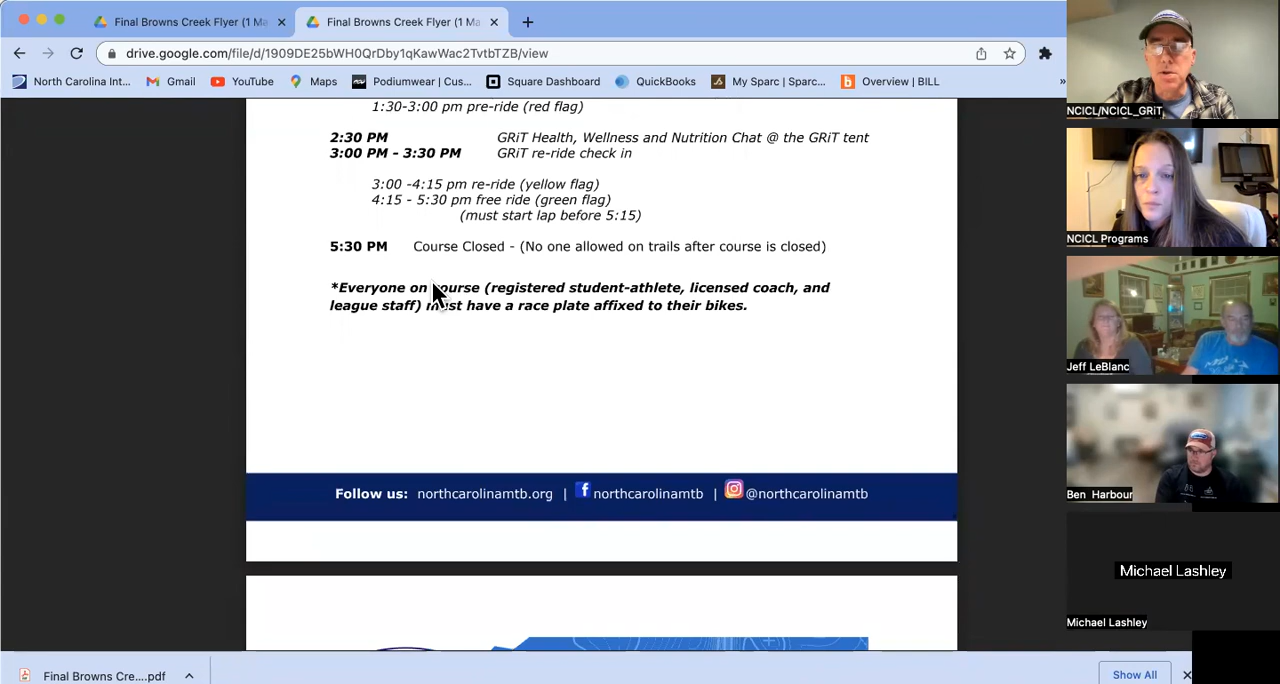 Final Browns Creek Flyer (1 Ma
Final Browns Creek Flyer (1 Ma
drive.google.com/file/d/1909DE25bWH0QrDby1qKawWac2TvtbTZB/view
North Carolina Int...
Gmail
YouTube
Maps
Podiumwear | Cus...
Square Dashboard
QuickBooks
My Sparc | Sparc...
Overview | BILL
»
1:30-3:00 pm pre-ride (red flag)
2:30 PM GRiT Health, Wellness and Nutrition Chat @ the GRiT tent
3:00 PM - 3:30 PM GRiT re-ride check in
3:00 -4:15 pm re-ride (yellow flag)
4:15 - 5:30 pm free ride (green flag)
(must start lap before 5:15)
5:30 PM Course Closed - (No one allowed on trails after course is closed)
*Everyone on course (registered student-athlete, licensed coach, and
league staff) must have a race plate affixed to their bikes.
Follow us: northcarolinamtb.org | northcarolinamtb | @northcarolinamtb
Final Browns Cre....pdf
Show All
NCICL/NCICL_GRiT
NCICL Programs
Jeff LeBlanc
Ben Harbour
Michael Lashley
Michael Lashley